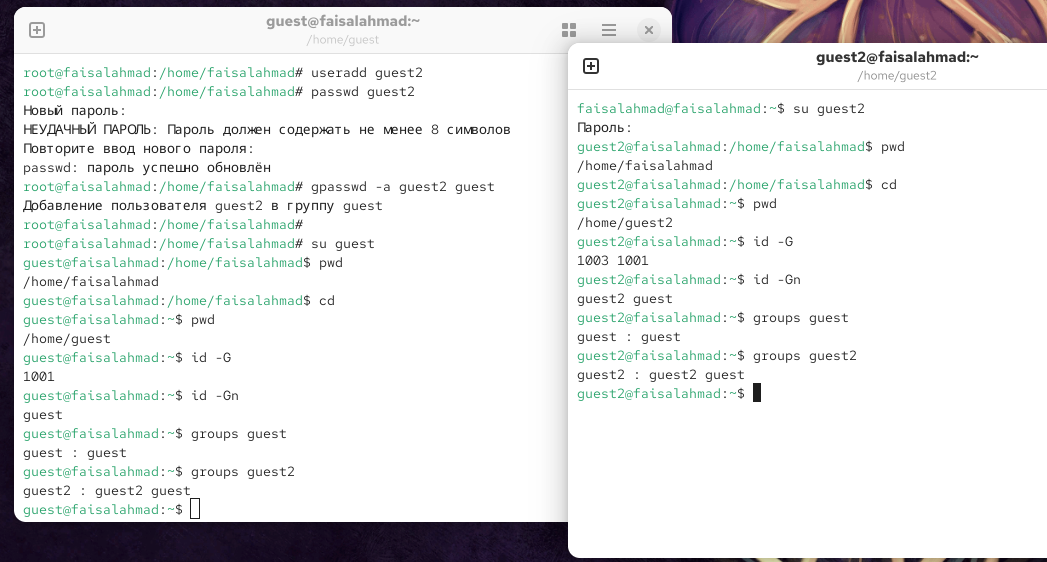 guest@faisalahmad:~
/home/guest
root@faisalahmad:/home/faisalahmad# useradd guest2
root@faisalahmad:/home/faisalahmad# passwd guest2
Новый пароль:
НЕУДАЧНЫЙ ПАРОЛЬ: Пароль должен содержать не менее 8 символов
Повторите ввод нового пароля:
passwd: пароль успешно обновлён
root@faisalahmad:/home/faisalahmad# gpasswd -a guest2 guest
Добавление пользователя guest2 в группу guest
root@faisalahmad:/home/faisalahmad#
root@faisalahmad:/home/faisalahmad# su guest
guest@faisalahmad:/home/faisalahmad$ pwd
/home/faisalahmad
guest@faisalahmad:/home/faisalahmad$ cd
guest@faisalahmad:~$ pwd
/home/guest
guest@faisalahmad:~$ id -G
1001
guest@faisalahmad:~$ id -Gn
guest
guest@faisalahmad:~$ groups guest
guest : guest
guest@faisalahmad:~$ groups guest2
guest2 : guest2 guest
guest@faisalahmad:~$
guest2@faisalahmad:~
/home/guest2
faisalahmad@faisalahmad:~$ su guest2
Пароль:
guest2@faisalahmad:/home/faisalahmad$ pwd
/home/faisalahmad
guest2@faisalahmad:/home/faisalahmad$ cd
guest2@faisalahmad:~$ pwd
/home/guest2
guest2@faisalahmad:~$ id -G
1003 1001
guest2@faisalahmad:~$ id -Gn
guest2 guest
guest2@faisalahmad:~$ groups guest
guest : guest
guest2@faisalahmad:~$ groups guest2
guest2 : guest2 guest
guest2@faisalahmad:~$